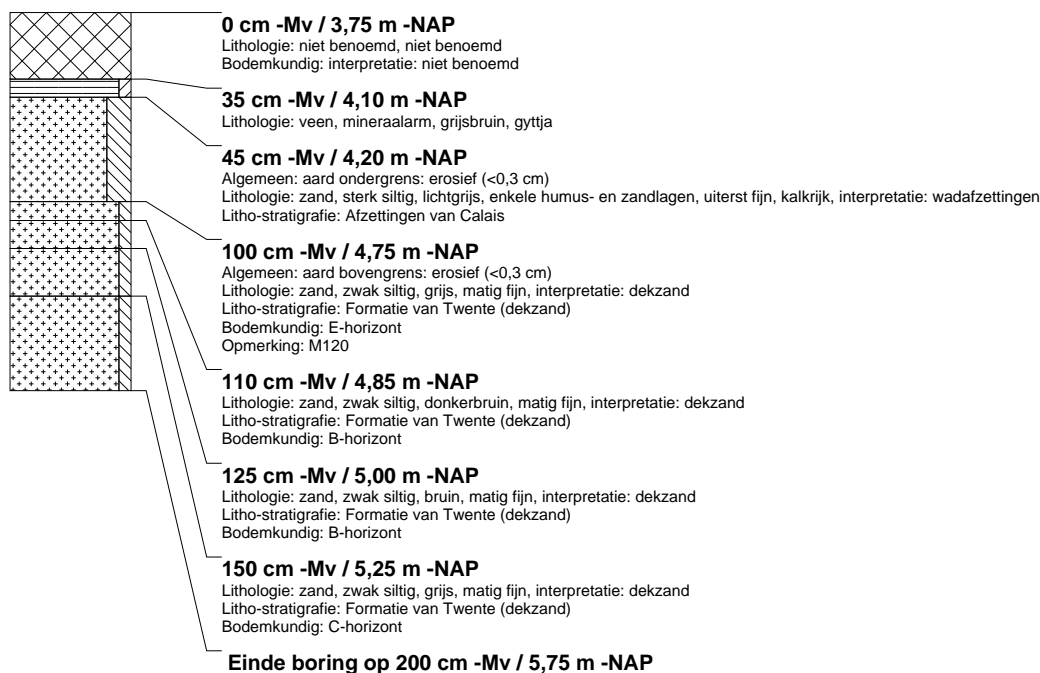 0 cm -Mv / 3,75 m -NAP
Lithologie: niet benoemd, niet benoemd
Bodemkundig: interpretatie: niet benoemd
35 cm -Mv / 4,10 m -NAP
Lithologie: veen, mineraalarm, grijsbruin, gyttja
45 cm -Mv / 4,20 m -NAP
Algemeen: aard ondergrens: erosief (<0,3 cm)
Lithologie: zand, sterk siltig, lichtgrijs, enkele humus- en zandlagen, uiterst fijn, kalkrijk, interpretatie: wadafzettingen
Litho-stratigrafie: Afzettingen van Calais
100 cm -Mv / 4,75 m -NAP
Algemeen: aard bovengrens: erosief (<0,3 cm)
Lithologie: zand, zwak siltig, grijs, matig fijn, interpretatie: dekzand
Litho-stratigrafie: Formatie van Twente (dekzand)
Bodemkundig: E-horizont
Opmerking: M120
110 cm -Mv / 4,85 m -NAP
Lithologie: zand, zwak siltig, donkerbruin, matig fijn, interpretatie: dekzand
Litho-stratigrafie: Formatie van Twente (dekzand)
Bodemkundig: B-horizont
125 cm -Mv / 5,00 m -NAP
Lithologie: zand, zwak siltig, bruin, matig fijn, interpretatie: dekzand
Litho-stratigrafie: Formatie van Twente (dekzand)
Bodemkundig: B-horizont
150 cm -Mv / 5,25 m -NAP
Lithologie: zand, zwak siltig, grijs, matig fijn, interpretatie: dekzand
Litho-stratigrafie: Formatie van Twente (dekzand)
Bodemkundig: C-horizont
Einde boring op 200 cm -Mv / 5,75 m -NAP